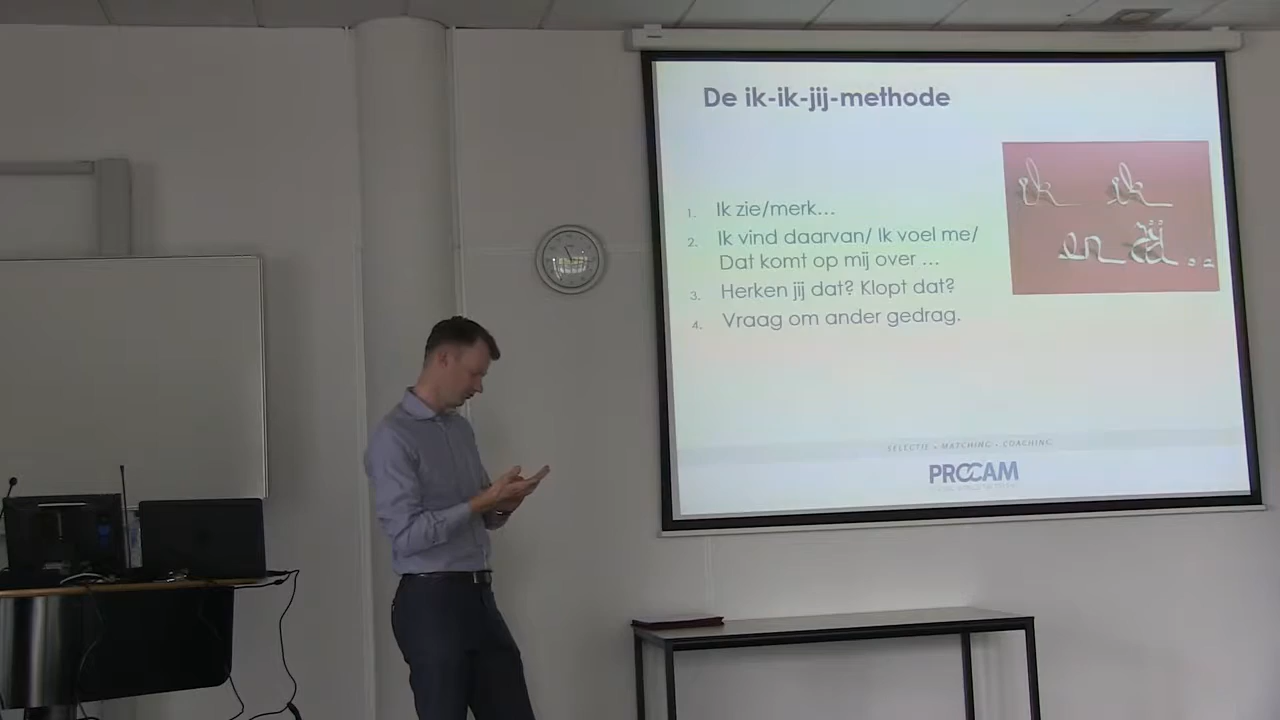 De ik-ik-jij-methode
1. Ik zie/merk...
2. Ik vind daarvan/ Ik voel me/
Dat komt op mij over ...
3. Herken jij dat? Klopt dat?
4. Vraag om ander gedrag.
ik ik
en jij...
SELECTIE • MATCHING • COACHING
PROCAM